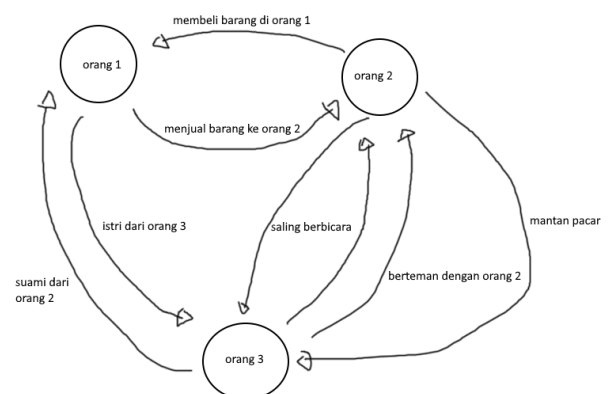 membeli barang di orang 1
orang 1
orang 2
menjual barang ke orang 2
istri dari orang 3
saling berbicara
mantan pacar
suami dari
orang 2
berteman dengan orang 2
orang 3